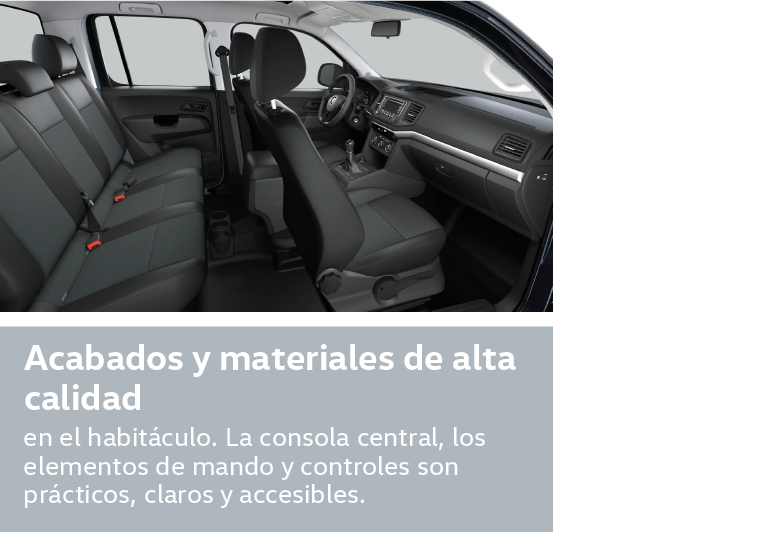 Acabados y materiales de alta
calidad
en el habitáculo. La consola central, los
elementos de mando y controles son
prácticos, claros y accesibles.